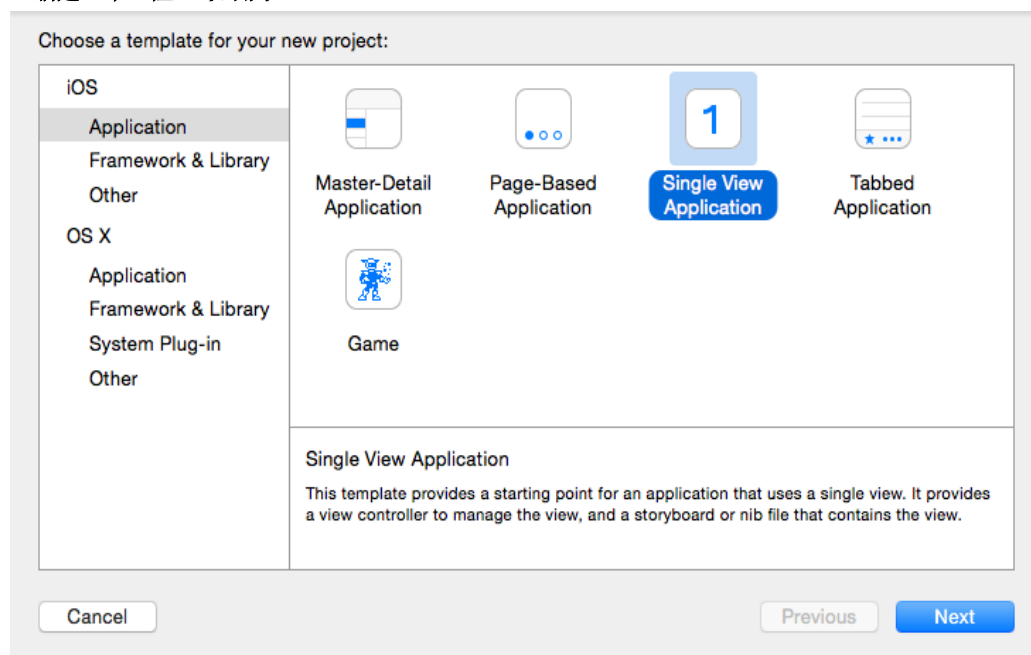 Choose a template for your new project:
iOS
Application
Framework & Library
Other
OS X
Application
Framework & Library
System Plug-in
Other
Master-Detail
Application
Page-Based
Application
1
Single View
Application
Tabbed
Application
Game
Single View Application
This template provides a starting point for an application that uses a single view. It provides
a view controller to manage the view, and a storyboard or nib file that contains the view.
Cancel
Previous
Next